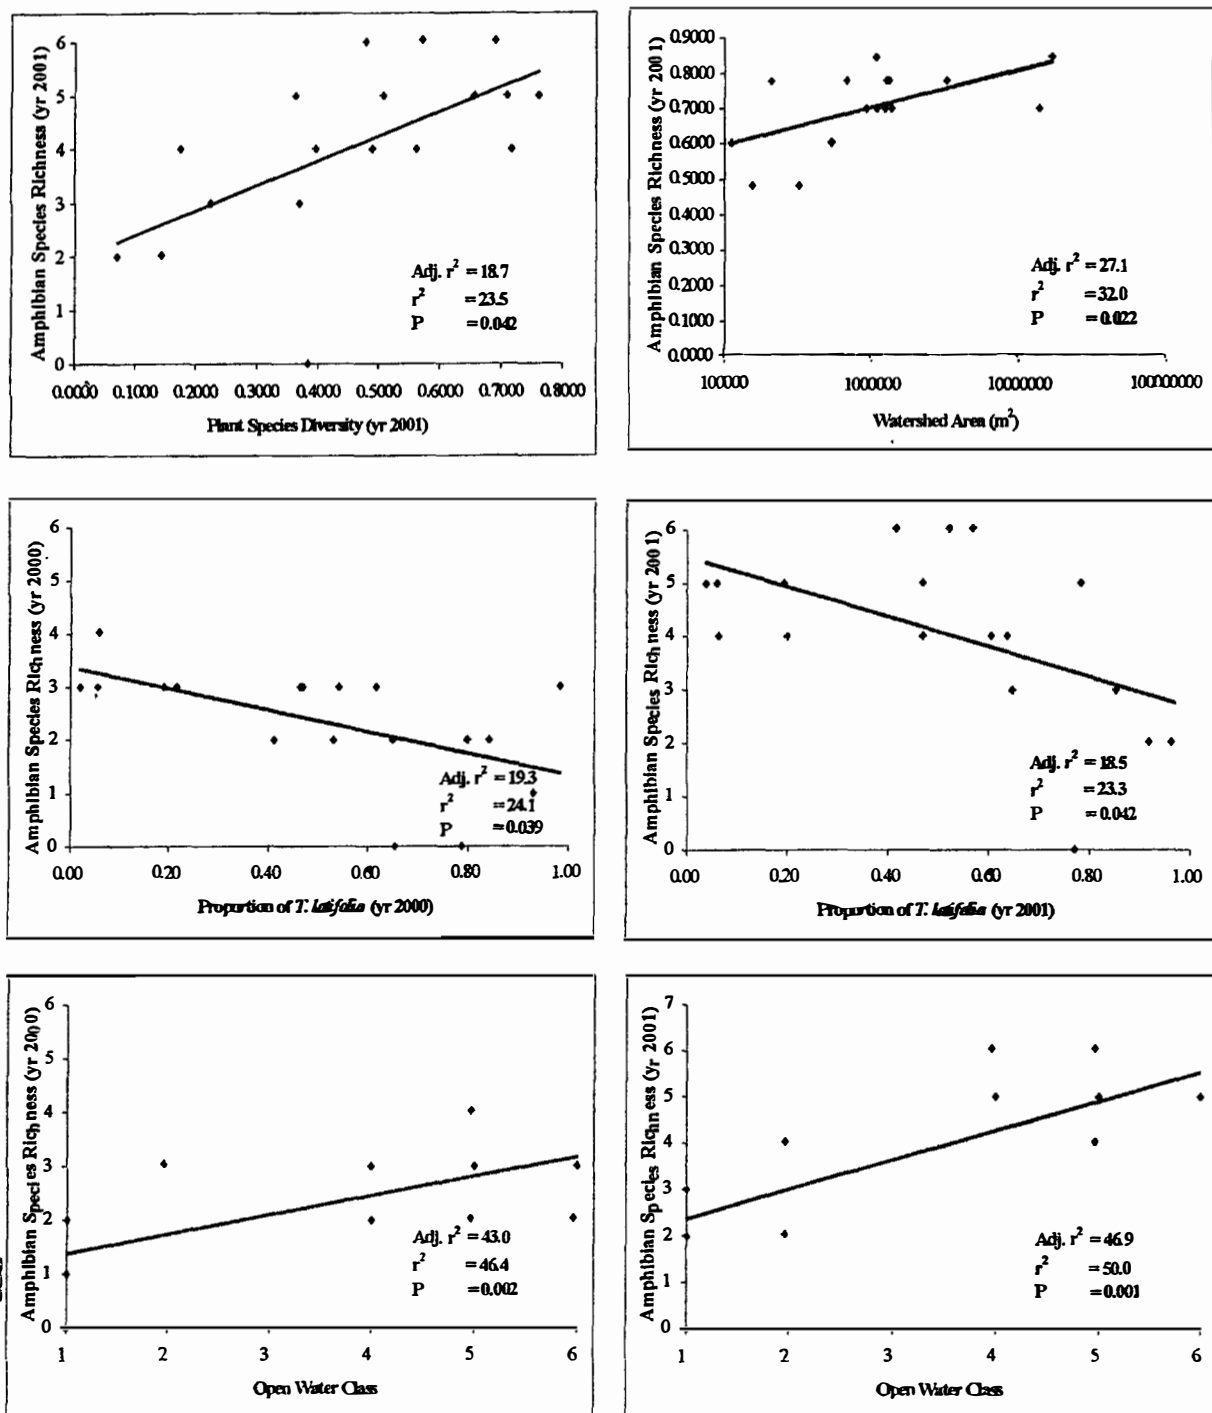 Amphibian Species Richness (yr 2001)
6
5
4
3
2
1
0
Adj. r² = 18.7
r² = 23.5
P = 0.042
0.0000 0.1000 0.2000 0.3000 0.4000 0.5000 0.6000 0.7000 0.8000
Plant Species Diversity (yr 2001)
Amphibian Species Richness (yr 2001)
0.9000
0.8000
0.7000
0.6000
0.5000
0.4000
0.3000
0.2000
0.1000
0.0000
Adj. r² = 27.1
r² = 32.0
P = 0.022
100000 1000000 10000000 100000000
Watershed Area (m²)
Amphibian Species Richness (yr 2000)
6
5
4
3
2
1
0
Adj. r² = 19.3
r² = 24.1
P = 0.039
0.00 0.20 0.40 0.60 0.80 1.00
Proportion of T. latifolia (yr 2000)
Amphibian Species Richness (yr 2001)
6
5
4
3
2
1
0
Adj. r² = 18.5
r² = 23.3
P = 0.042
0.00 0.20 0.40 0.60 0.80 1.00
Proportion of T. latifolia (yr 2001)
Amphibian Species Richness (yr 2000)
6
5
4
3
2
1
0
Adj. r² = 43.0
r² = 46.4
P = 0.002
1 2 3 4 5 6
Open Water Class
Amphibian Species Richness (yr 2001)
7
6
5
4
3
2
1
0
Adj. r² = 46.9
r² = 50.0
P = 0.001
1 2 3 4 5 6
Open Water Class